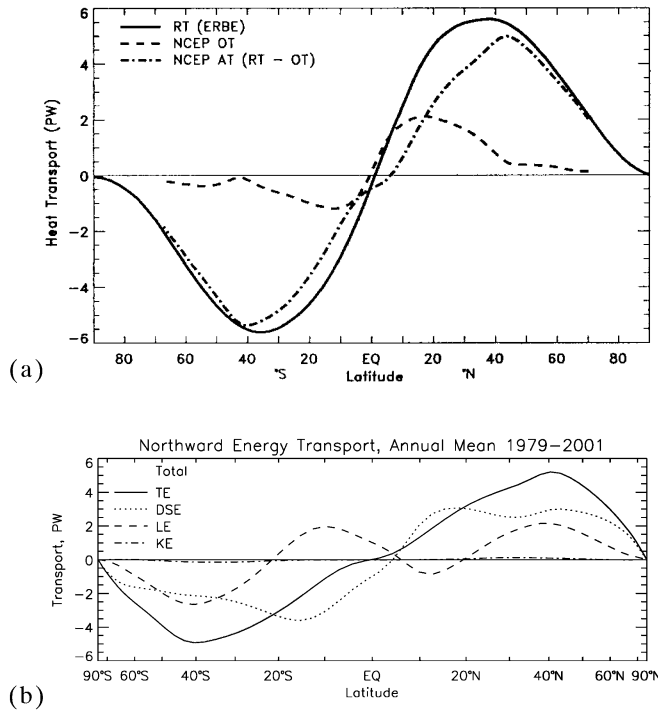 RT (ERBE)
NCEP OT
NCEP AT (RT - OT)
Heat Transport (PW)
6
4
2
0
-2
-4
-6
80 60 40 20 EQ 20 40 60 80
°S Latitude °N
(a)
Northward Energy Transport, Annual Mean 1979-2001
Total
TE
DSE
LE
KE
Transport, PW
6
4
2
0
-2
-4
-6
90°S 60°S 40°S 20°S EQ 20°N 40°N 60°N 90°N
Latitude
(b)